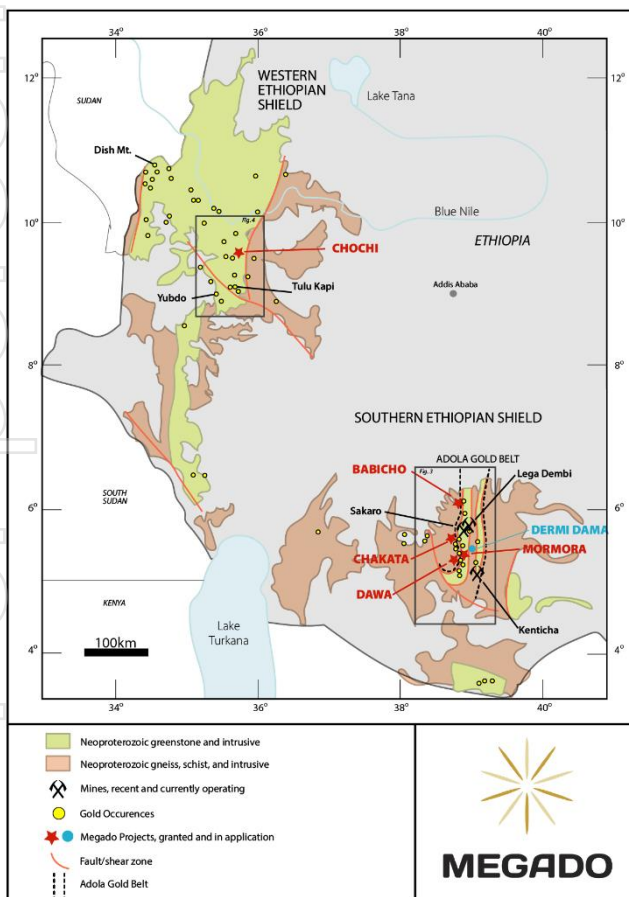 34°
36°
38°
40°
12°
12°
WESTERN
ETHIOPIAN
SHIELD
Lake Tana
SUDAN
Dish Mt.
10°
10°
Fig.4
Blue Nile
ETHIOPIA
CHOCHI
Yubdo
Tulu Kapi
Addis Ababa
8°
8°
SOUTHERN ETHIOPIAN SHIELD
ADOLA GOLD BELT
Fig.3
BABICHO
Lega Dembi
6°
6°
SOUTH
SUDAN
Sakaro
DERMI DAMA
CHAKATA
MORMORA
DAWA
KENYA
Kenticha
100km
Lake
Turkana
4°
4°
34°
36°
38°
40°
Neoproterozoic greenstone and intrusive
Neoproterozoic gneiss, schist, and intrusive
Mines, recent and currently operating
Gold Occurences
Megado Projects, granted and in application
Fault/shear zone
Adola Gold Belt
MEGADO